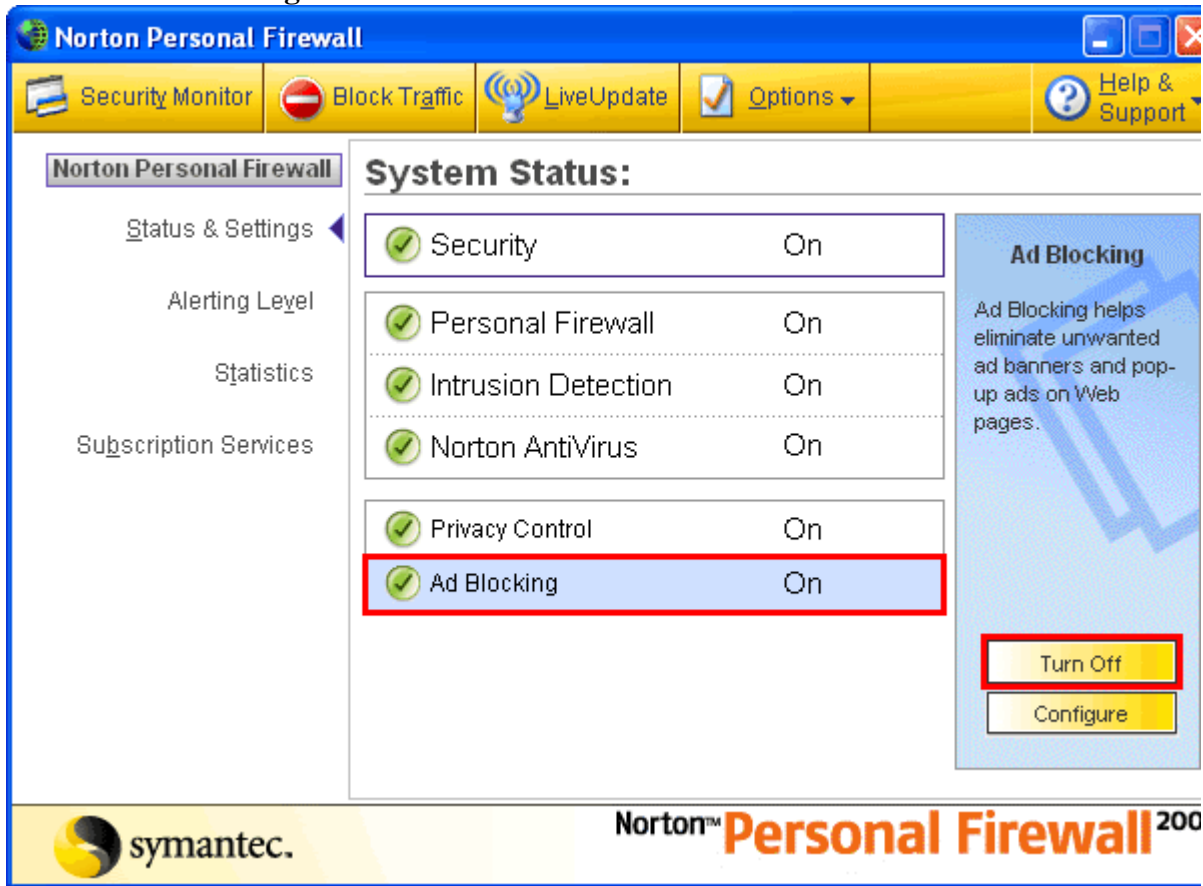 Norton Personal Firewall
Security Monitor
Block Traffic
LiveUpdate
Options
Help &
Support
Norton Personal Firewall
Status & Settings
Alerting Level
Statistics
Subscription Services
System Status:
Security On
Personal Firewall On
Intrusion Detection On
Norton AntiVirus On
Privacy Control On
Ad Blocking On
Ad Blocking
Ad Blocking helps
eliminate unwanted
ad banners and pop-
up ads on Web
pages.
Turn Off
Configure
symantec.
Norton™ Personal Firewall 200